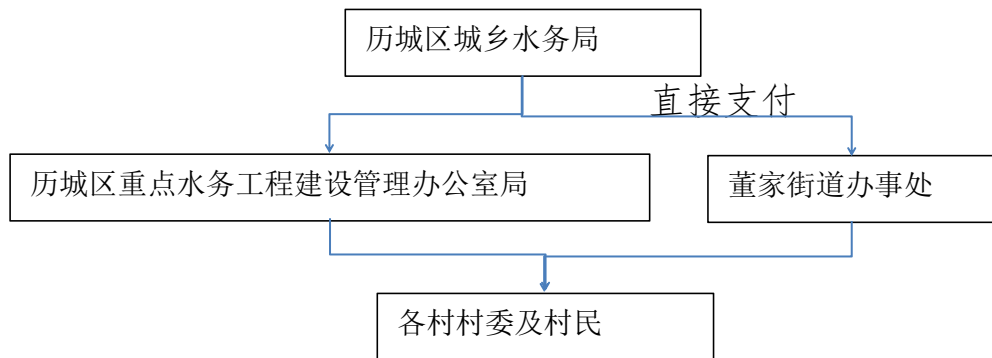 历城区城乡水务局
直接支付
历城区重点水务工程建设管理办公室局
董家街道办事处
各村村委及村民